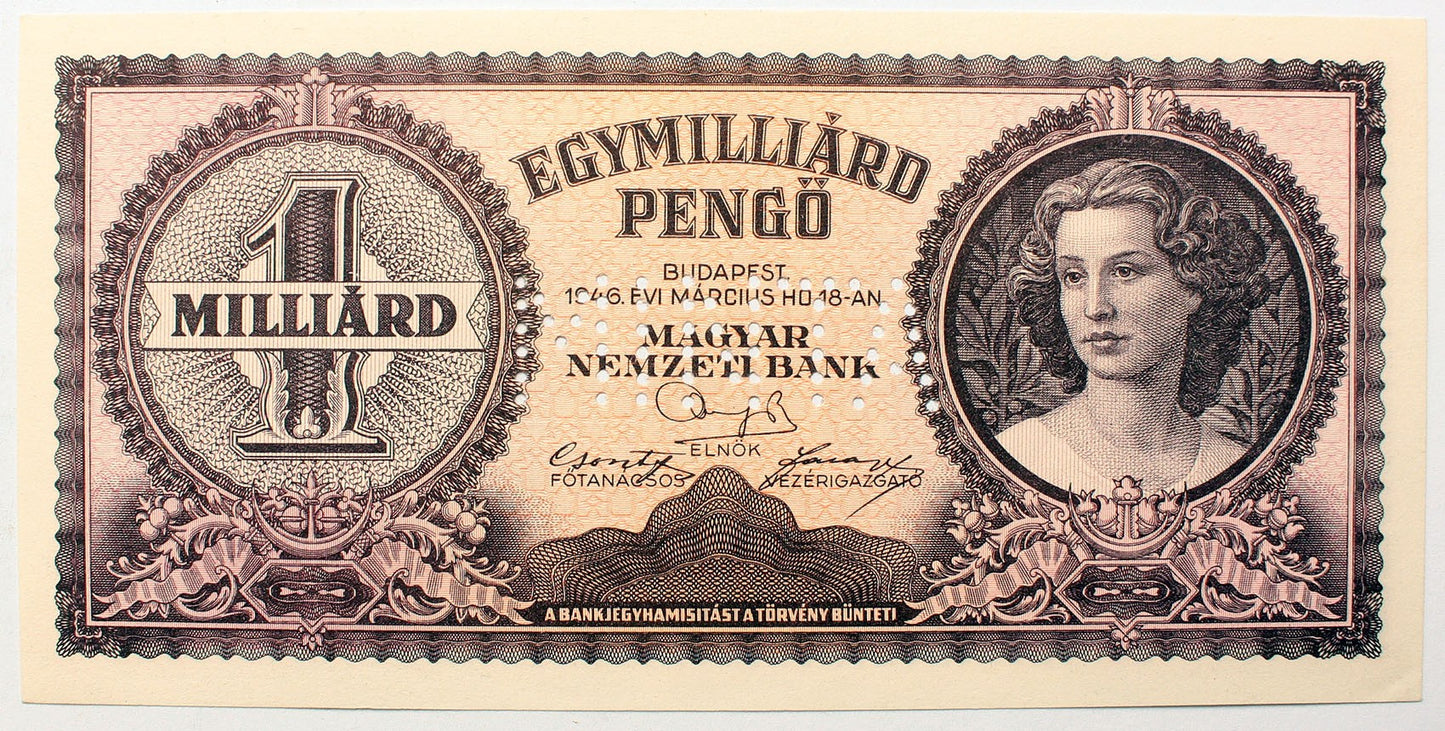 EGYMILLIÁRD
PENGŐ
1
MILLIÁRD
BUDAPEST,
1946. ÉVI MÁRCIUS HÓ 18-ÁN
MAGYAR
NEMZETI BANK
ELNÖK
FŐTANÁCSOS VEZÉRIGAZGATÓ
A BANKJEGYHAMISITÁST A TÖRVÉNY BÜNTETI